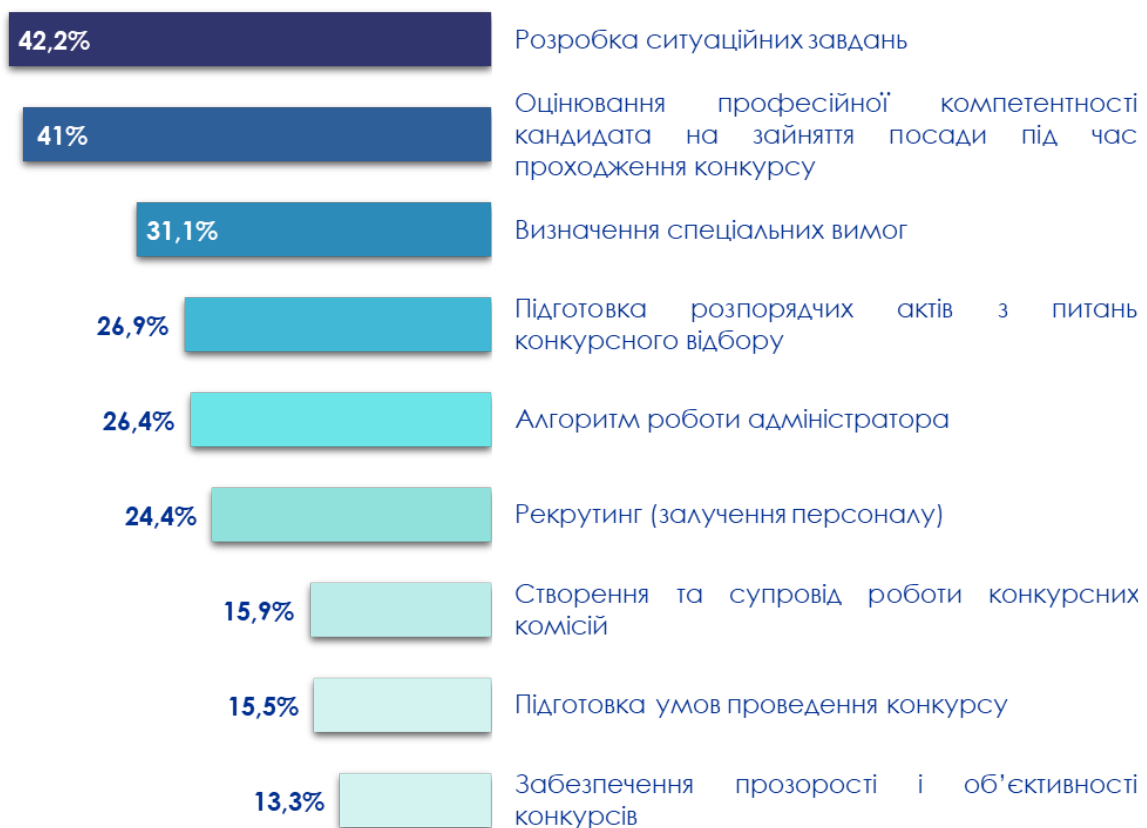 42,2% Розробка ситуаційних завдань
Оцінювання професійної компетентності
41% кандидата на зайняття посади під час
проходження конкурсу
31,1% Визначення спеціальних вимог
26,9% Підготовка розпорядчих актів з питань
конкурсного відбору
26,4% Алгоритм роботи адміністратора
24,4% Рекрутинг (залучення персоналу)
15,9% Створення та супровід роботи конкурсних
комісій
15,5% Підготовка умов проведення конкурсу
13,3% Забезпечення прозорості і об’єктивності
конкурсів